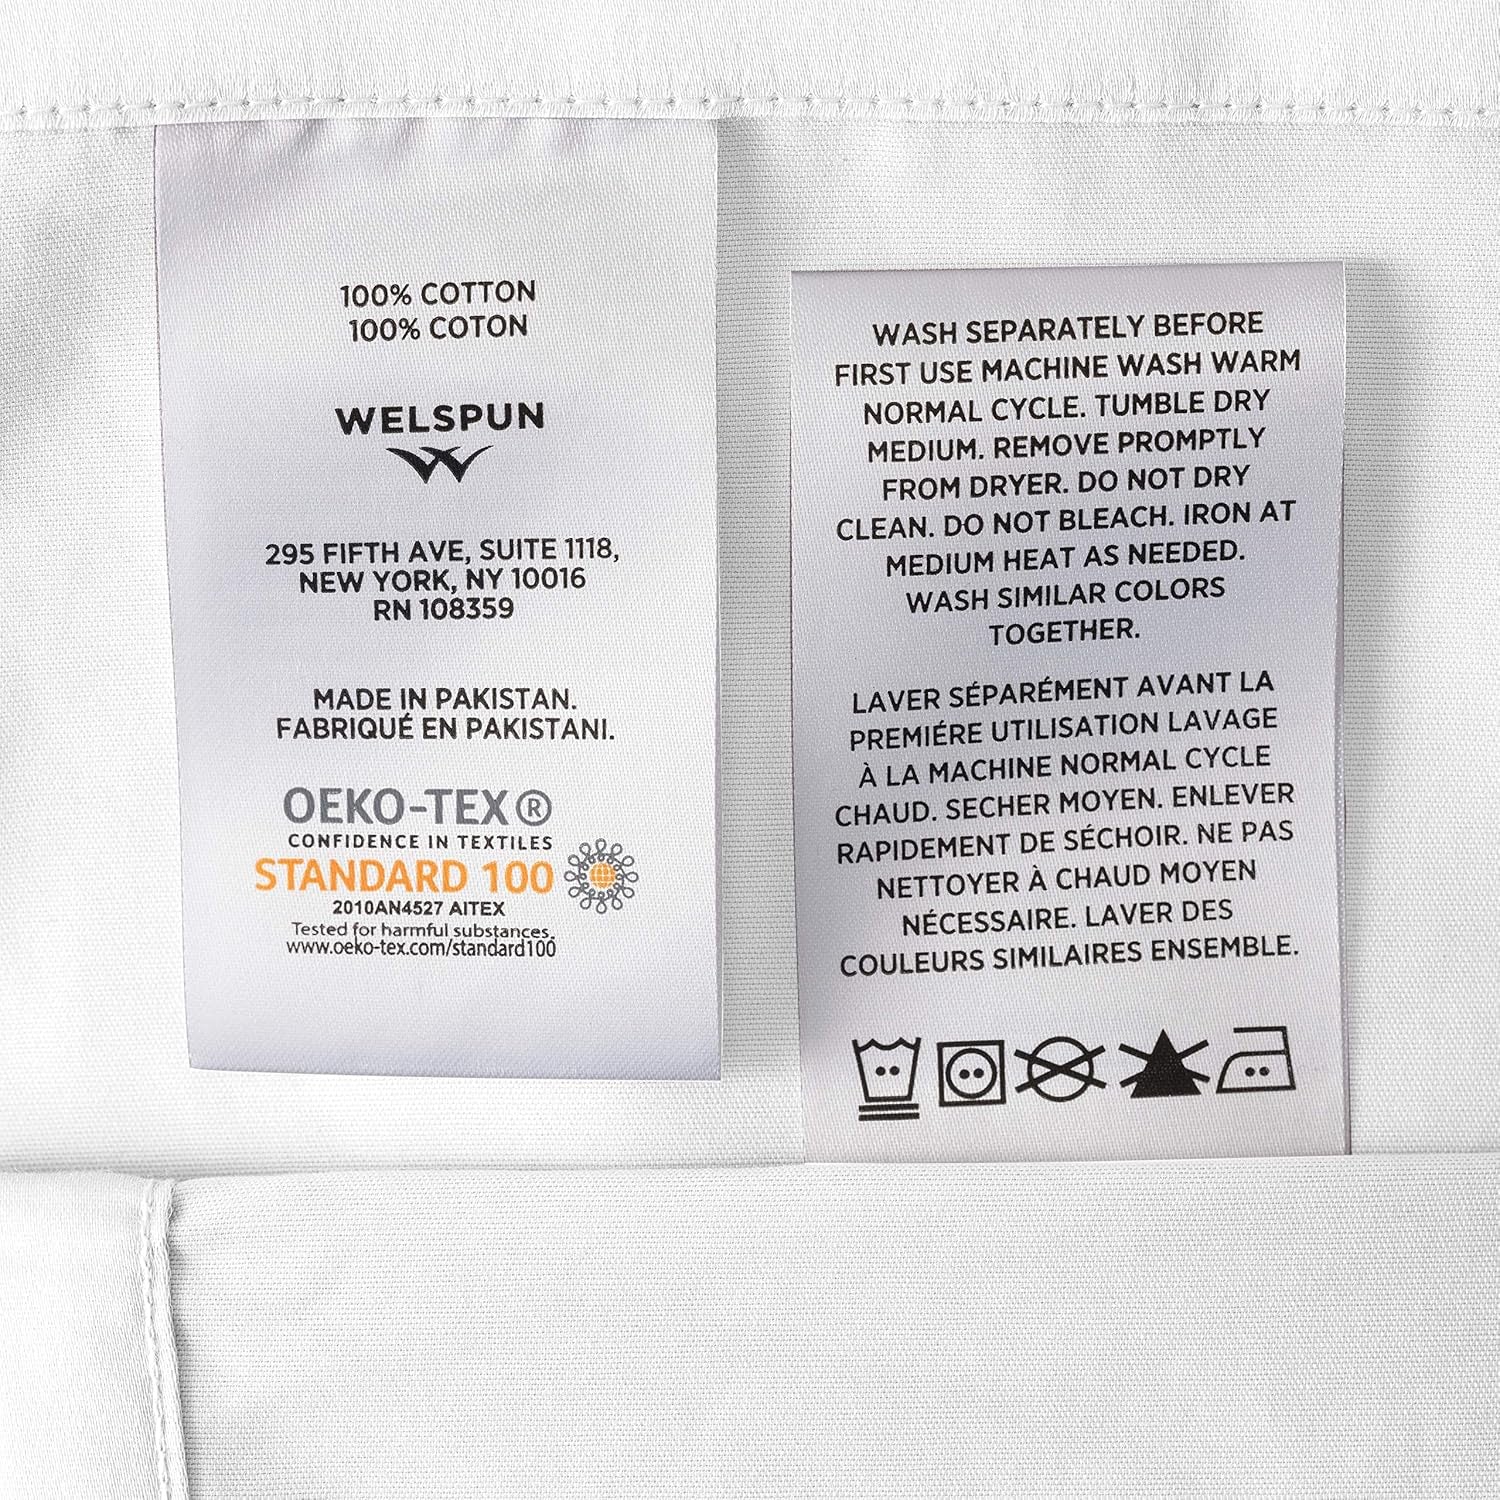 100% COTTON
100% COTON
WELSPUN
295 FIFTH AVE, SUITE 1118,
NEW YORK, NY 10016
RN 108359
MADE IN PAKISTAN.
FABRIQUÉ EN PAKISTANI.
OEKO-TEX®
CONFIDENCE IN TEXTILES
STANDARD 100
2010AN4527 AITEX
Tested for harmful substances.
www.oeko-tex.com/standard100
WASH SEPARATELY BEFORE
FIRST USE MACHINE WASH WARM
NORMAL CYCLE. TUMBLE DRY
MEDIUM. REMOVE PROMPTLY
FROM DRYER. DO NOT DRY
CLEAN. DO NOT BLEACH. IRON AT
MEDIUM HEAT AS NEEDED.
WASH SIMILAR COLORS
TOGETHER.
LAVER SÉPARÉMENT AVANT LA
PREMIÉRE UTILISATION LAVAGE
À LA MACHINE NORMAL CYCLE
CHAUD. SECHER MOYEN. ENLEVER
RAPIDEMENT DE SÉCHOIR. NE PAS
NETTOYER À CHAUD MOYEN
NÉCESSAIRE. LAVER DES
COULEURS SIMILAIRES ENSEMBLE.